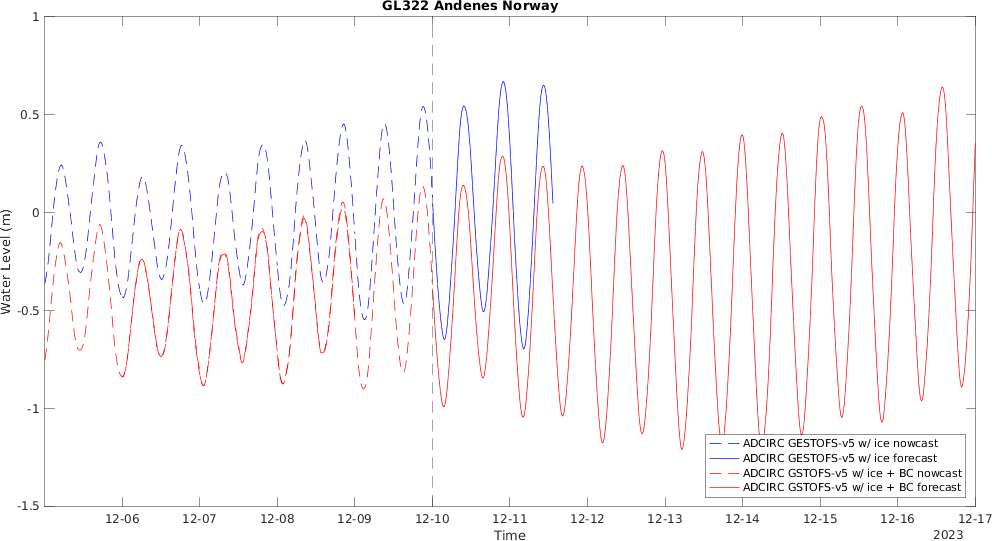 GL322 Andenes Norway
1
0.5
0
-0.5
-1
-1.5
Water Level (m)
12-06 12-07 12-08 12-09 12-10 12-11 12-12 12-13 12-14 12-15 12-16 12-17
Time
2023
ADCIRC GESTOFS-v5 w/ ice nowcast
ADCIRC GESTOFS-v5 w/ ice forecast
ADCIRC GSTOFS-v5 w/ ice + BC nowcast
ADCIRC GSTOFS-v5 w/ ice + BC forecast